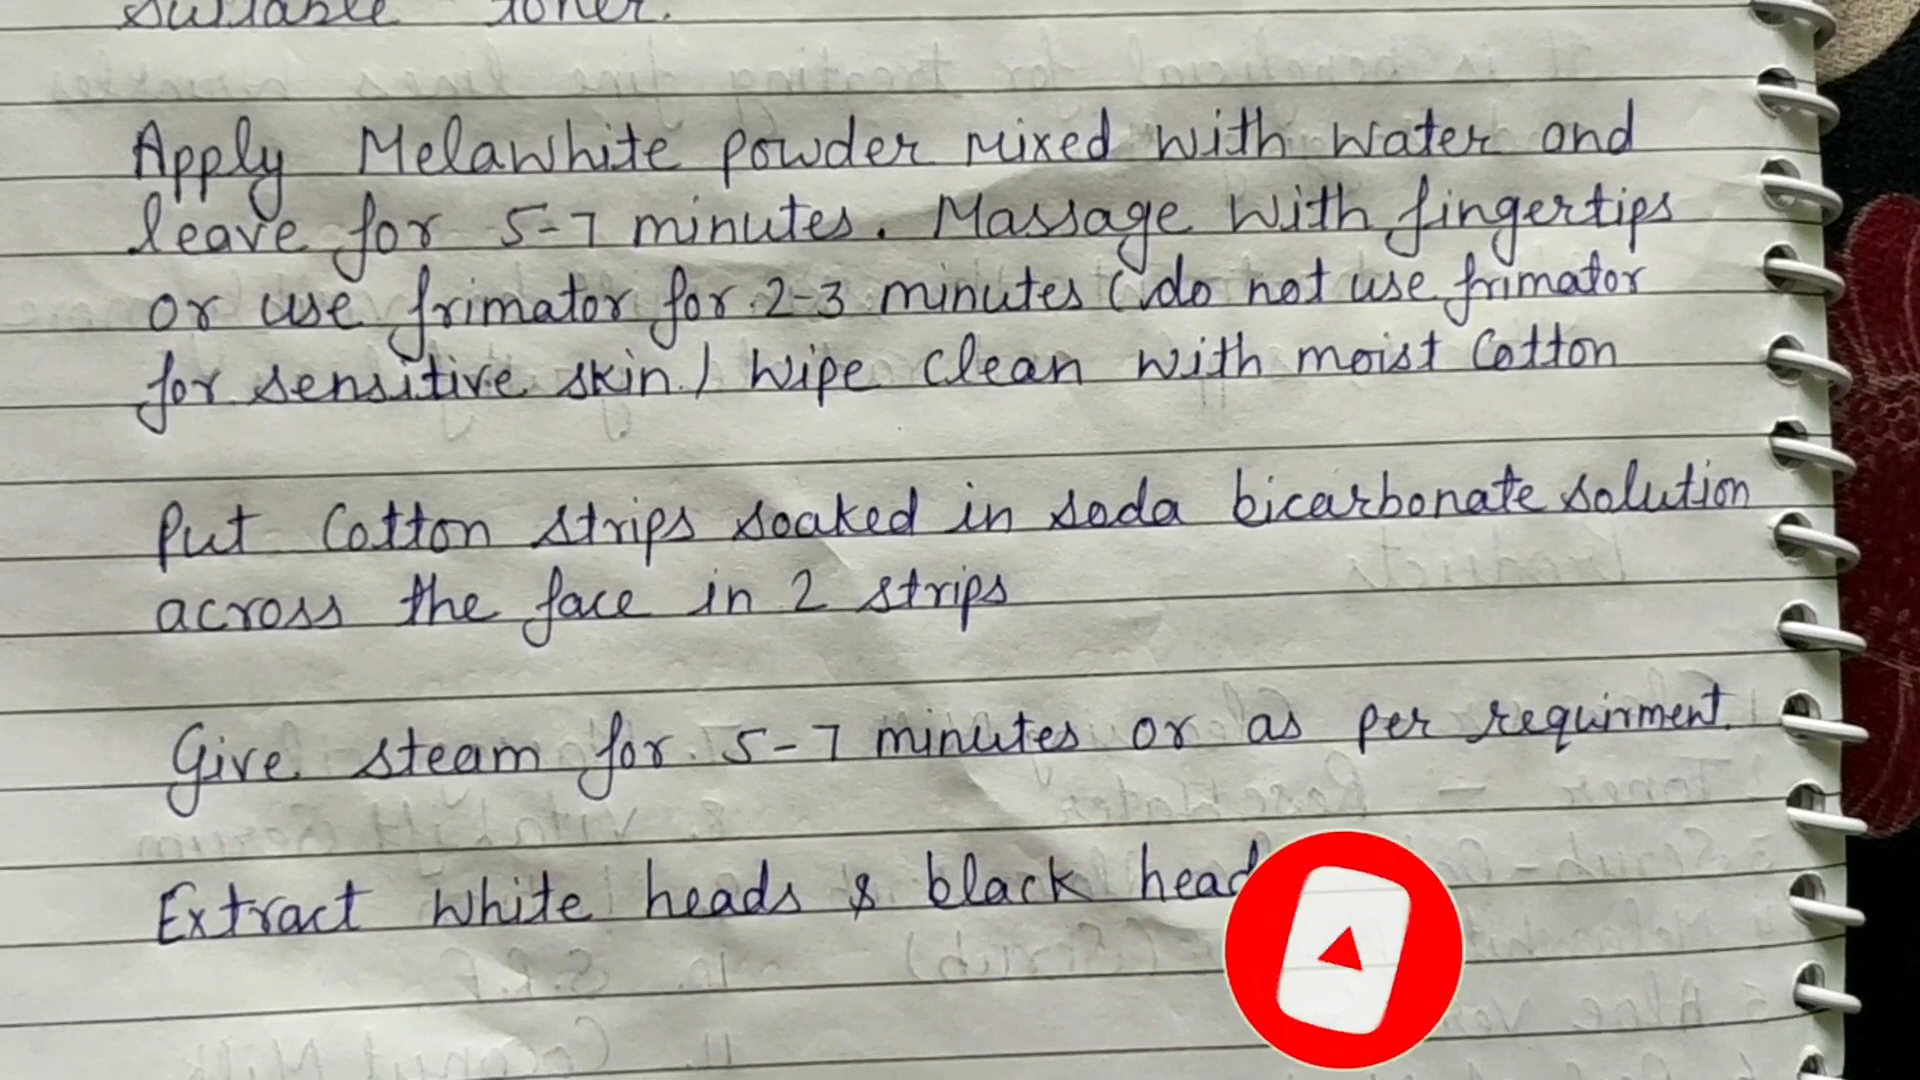 suitable toner.
Apply Melawhite powder mixed with water and
leave for 5-7 minutes. Massage with fingertips
or use frimator for 2-3 minutes (do not use frimator
for sensitive skin) wipe clean with moist cotton
Put cotton strips soaked in soda bicarbonate solution
across the face in 2 strips
Give steam for 5-7 minutes or as per requirment.
Extract white heads & black head